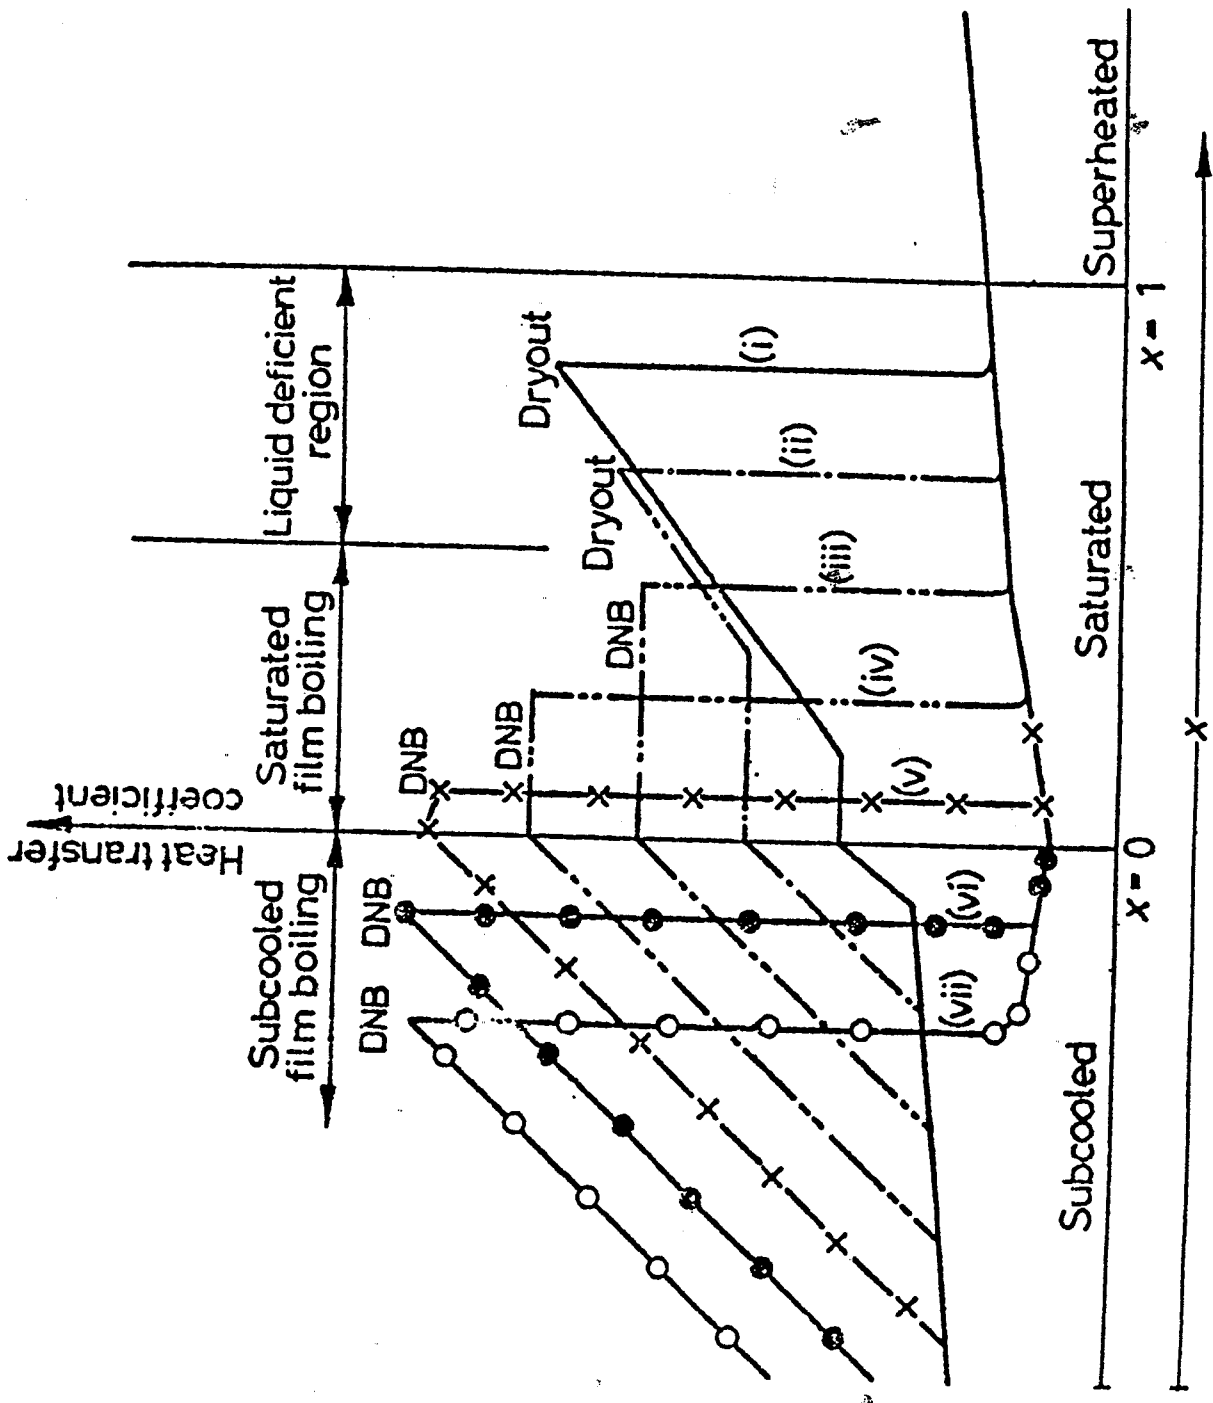 Heat transfer
coefficient
Subcooled
film boiling
Saturated
film boiling
Liquid deficient
region
DNB
DNB
DNB
DNB
DNB
Dryout
Dryout
(vii)
(vi)
(v)
(iv)
(iii)
(ii)
(i)
Subcooled
Saturated
Superheated
x = 0
x = 1
x